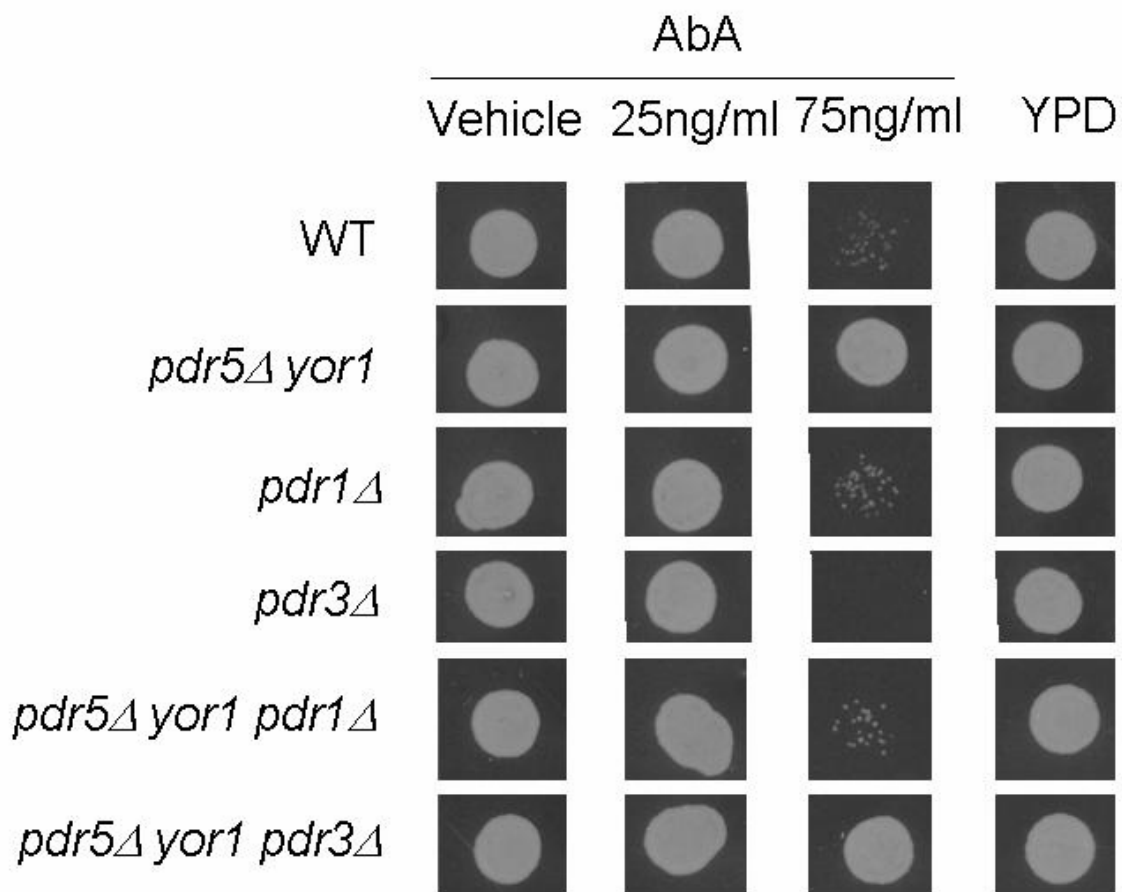 AbA
Vehicle 25ng/ml 75ng/ml YPD
WT
pdr5Δ yor1
pdr1Δ
pdr3Δ
pdr5Δ yor1 pdr1Δ
pdr5Δ yor1 pdr3Δ